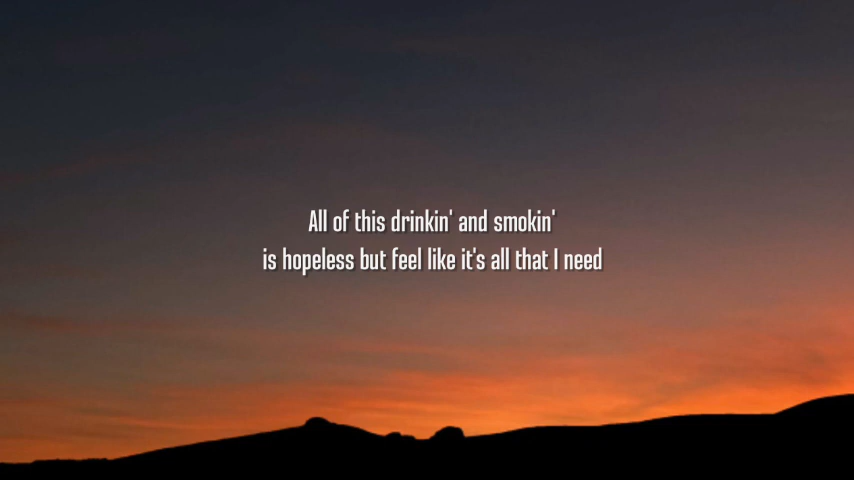 All of this drinkin' and smokin'
is hopeless but feel like it's all that I need